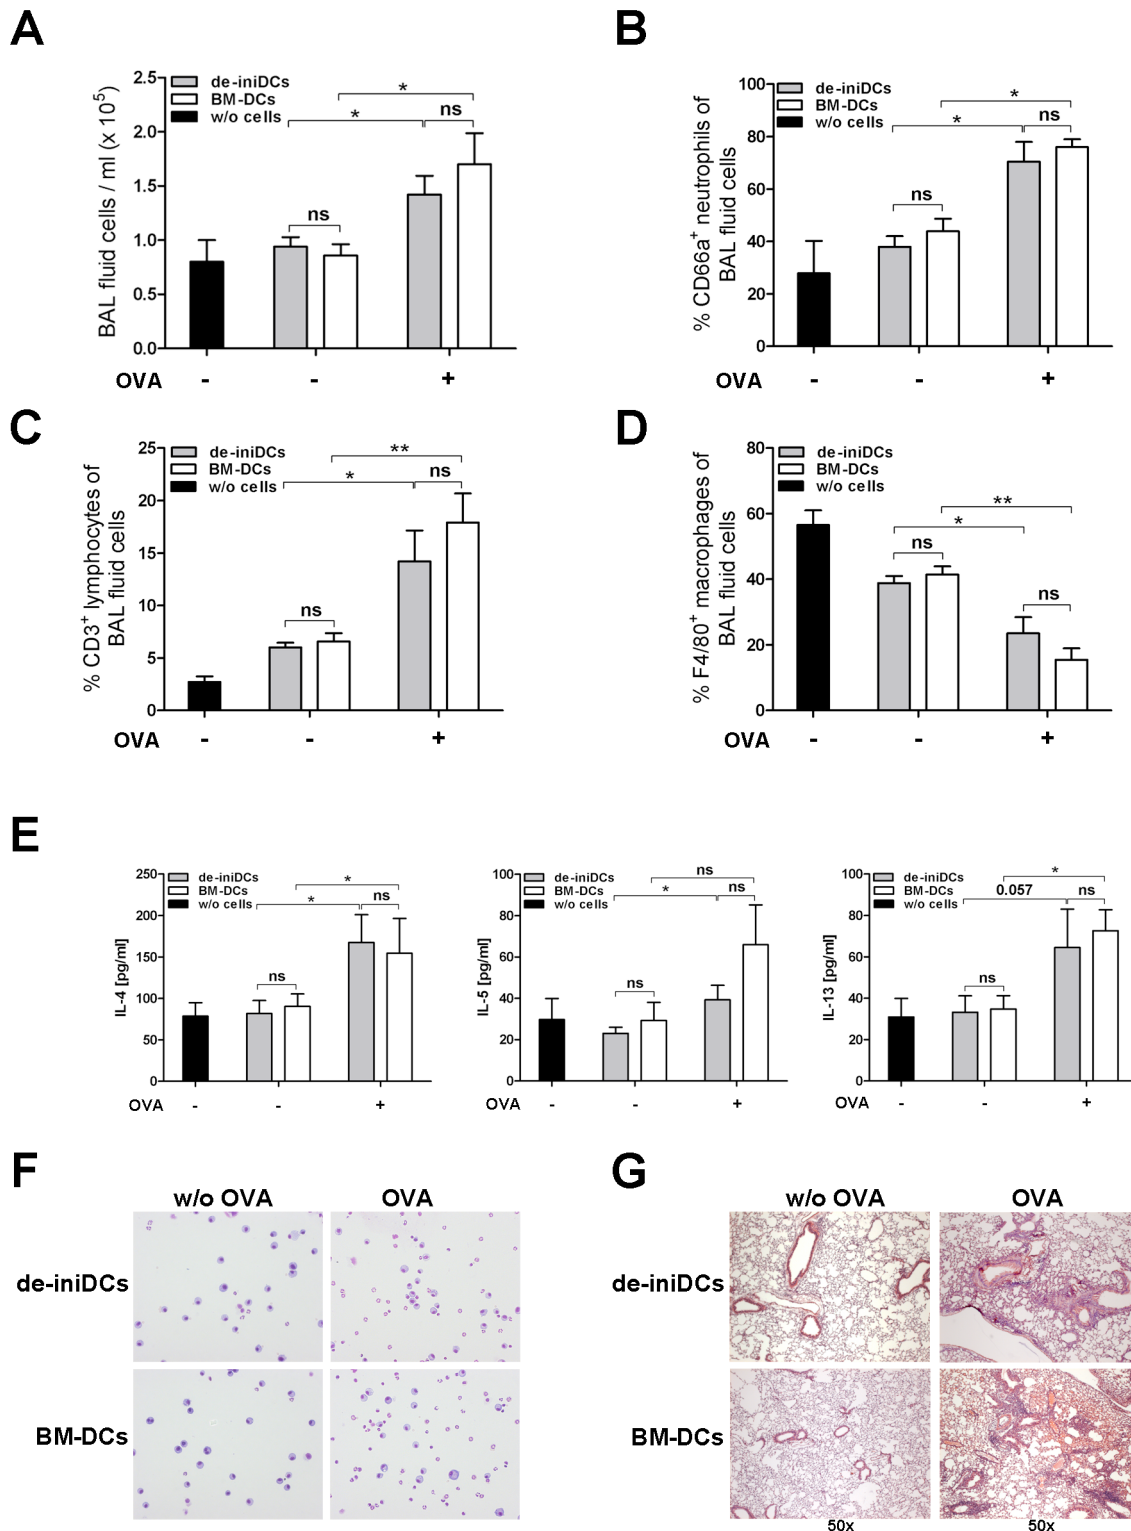 A
BAL fluid cells / ml (x 10⁵)
2.5
2.0
1.5
1.0
0.5
0.0
de-iniDCs
BM-DCs
w/o cells
*
*
ns
ns
OVA - - +
B
% CD66a⁺ neutrophils of
BAL fluid cells
100
80
60
40
20
0
de-iniDCs
BM-DCs
w/o cells
*
*
ns
ns
OVA - - +
C
% CD3⁺ lymphocytes of
BAL fluid cells
25
20
15
10
5
0
de-iniDCs
BM-DCs
w/o cells
**
*
ns
ns
OVA - - +
D
% F4/80⁺ macrophages of
BAL fluid cells
80
60
40
20
0
de-iniDCs
BM-DCs
w/o cells
**
*
ns
ns
OVA - - +
E
IL-4 [pg/ml]
250
200
150
100
50
0
de-iniDCs
BM-DCs
w/o cells
*
*
ns
ns
OVA - - +
IL-5 [pg/ml]
100
80
60
40
20
0
de-iniDCs
BM-DCs
w/o cells
ns
*
ns
ns
OVA - - +
IL-13 [pg/ml]
100
80
60
40
20
0
de-iniDCs
BM-DCs
w/o cells
*
0.057
ns
ns
OVA - - +
F
w/o OVA OVA
de-iniDCs
BM-DCs
G
w/o OVA OVA
de-iniDCs
BM-DCs
50x 50x